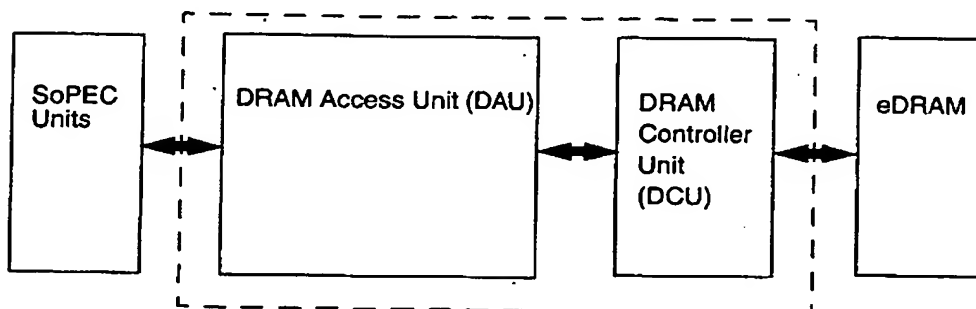 SoPEC
Units
DRAM Access Unit (DAU)
DRAM
Controller
Unit
(DCU)
eDRAM